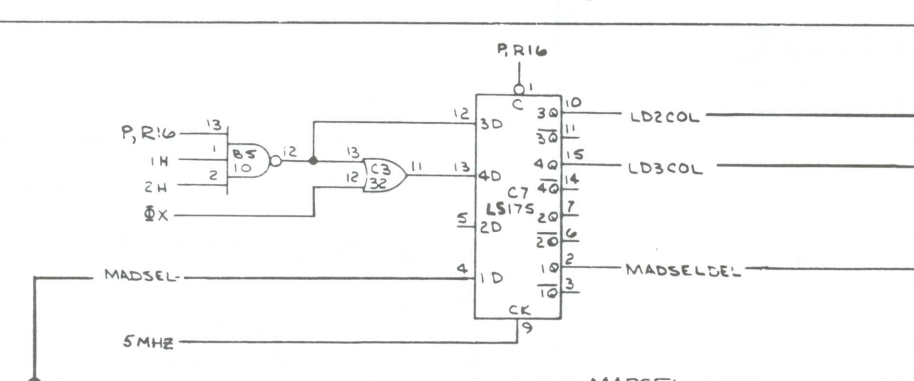 P,R16
1
C
P,R16 13
1H 1
2H 2
B5
10
12
13
12
C3
32
11
ΦX
12 3D
13 4D
5 2D
MADSEL 4 1D
C7
LS175
3Q 10 LD2COL
3Q 11
4Q 15 LD3COL
4Q 14
2Q 7
2Q 6
1Q 2 MADSELDEL
1Q 3
CK
9
5MHZ